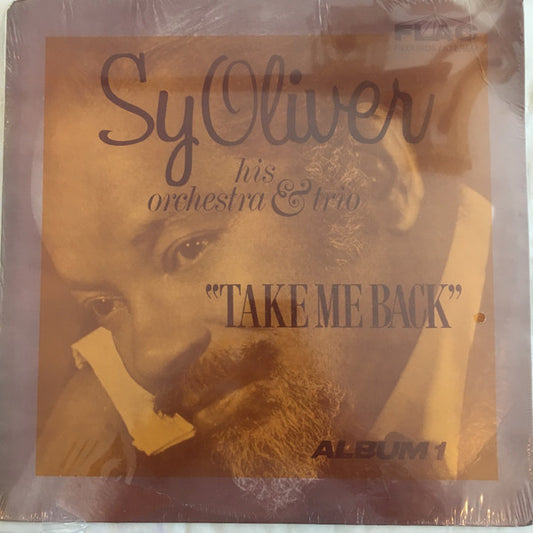 FLAG
Sy Oliver
his
orchestra & trio
"TAKE ME BACK"
ALBUM 1